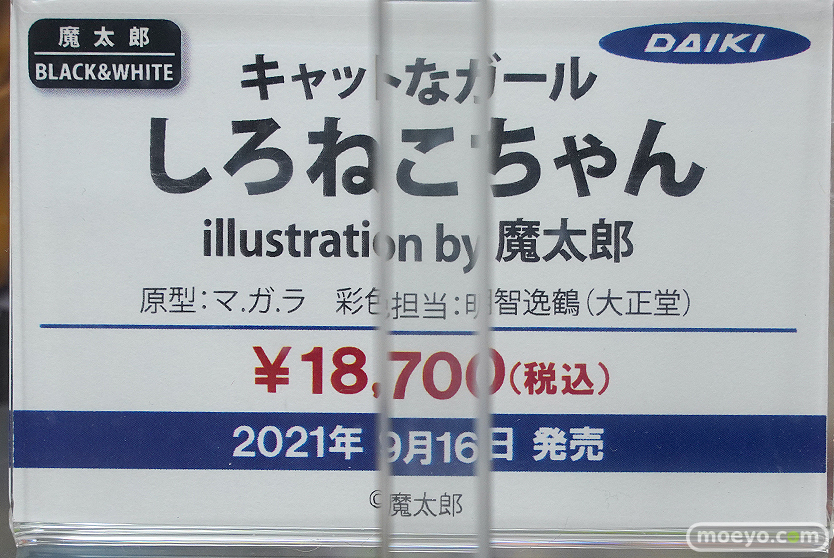 魔太郎
BLACK&WHITE
DAIKI
キャットなガール
しろねこちゃん
illustration by 魔太郎
原型:マ.ガ.ラ 彩色担当:明智逸鶴(大正堂)
¥18,700(税込)
2021年 9月16日 発売
©魔太郎
moeyo.com